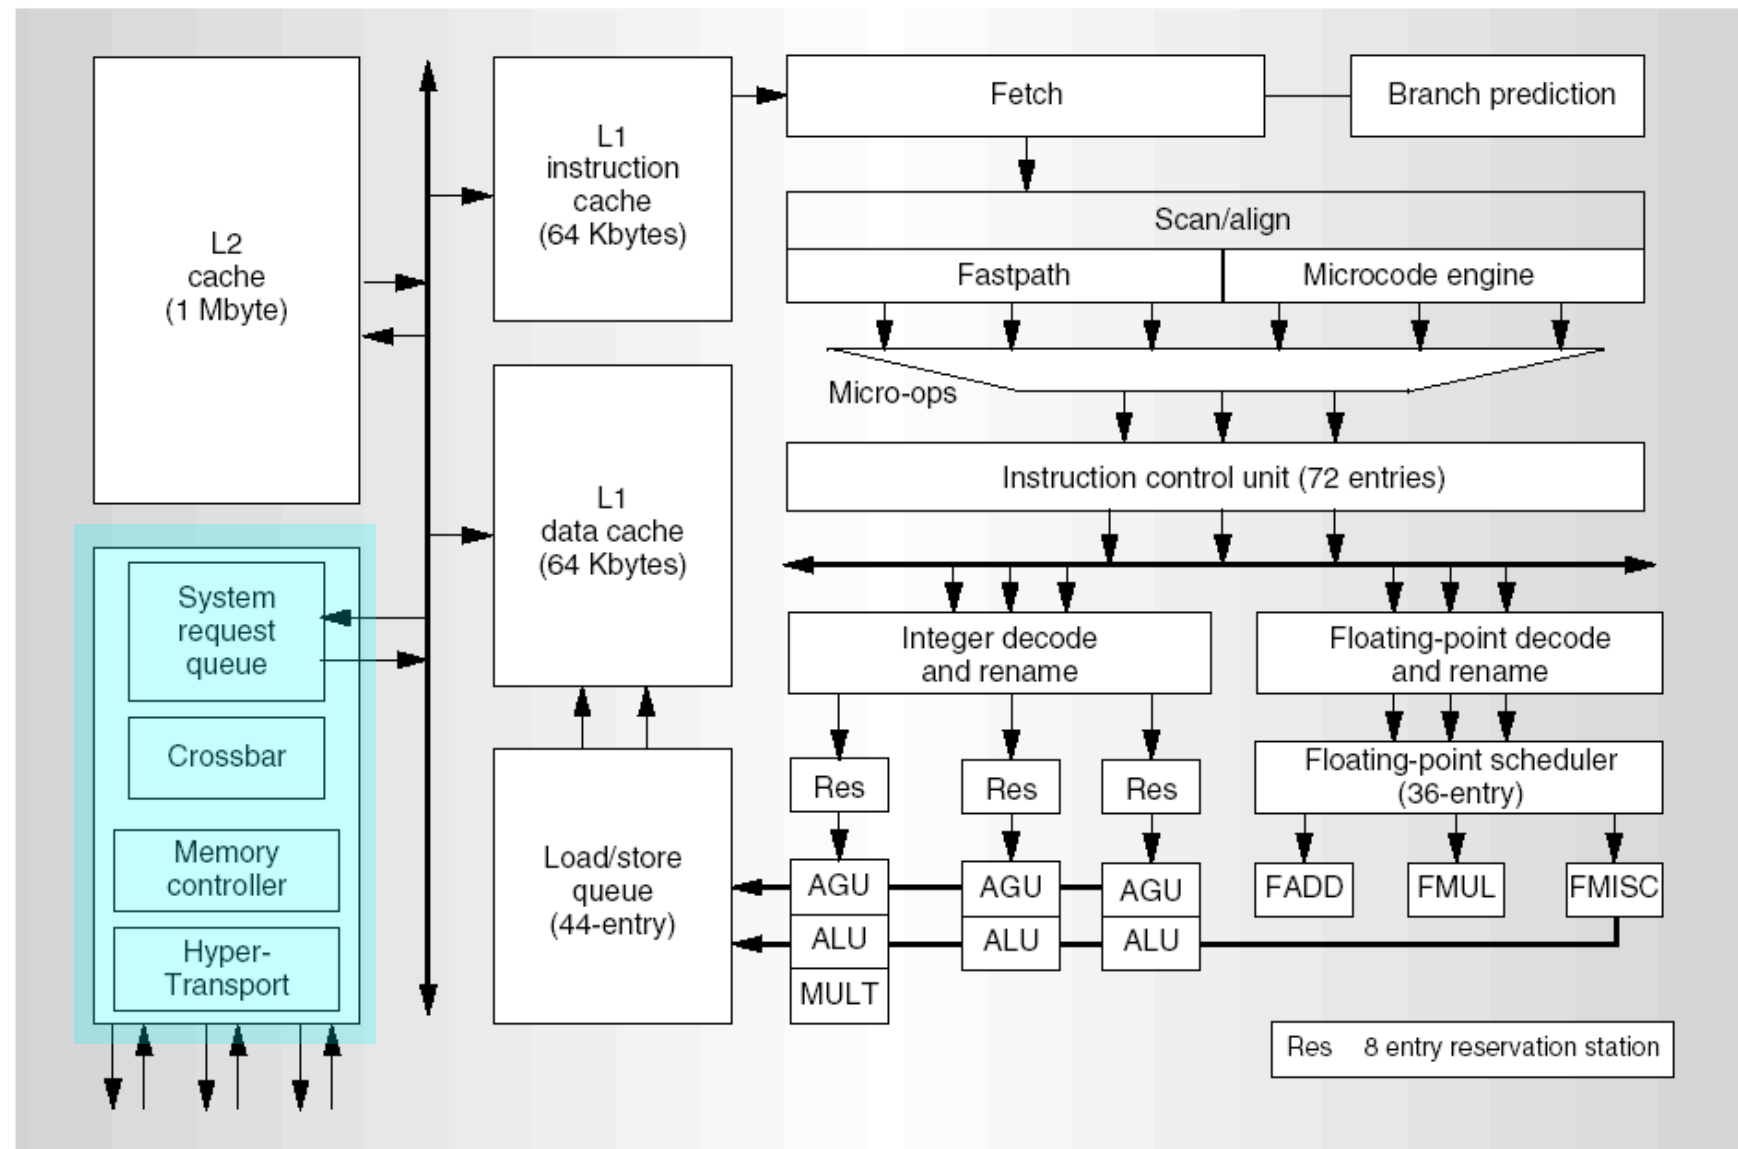 L2
cache
(1 Mbyte)
System
request
queue
Crossbar
Memory
controller
Hyper-
Transport
L1
instruction
cache
(64 Kbytes)
L1
data cache
(64 Kbytes)
Load/store
queue
(44-entry)
Fetch
Branch prediction
Scan/align
Fastpath
Microcode engine
Micro-ops
Instruction control unit (72 entries)
Integer decode
and rename
Floating-point decode
and rename
Res
Res
Res
Floating-point scheduler
(36-entry)
AGU
AGU
AGU
FADD
FMUL
FMISC
ALU
ALU
ALU
MULT
Res 8 entry reservation station